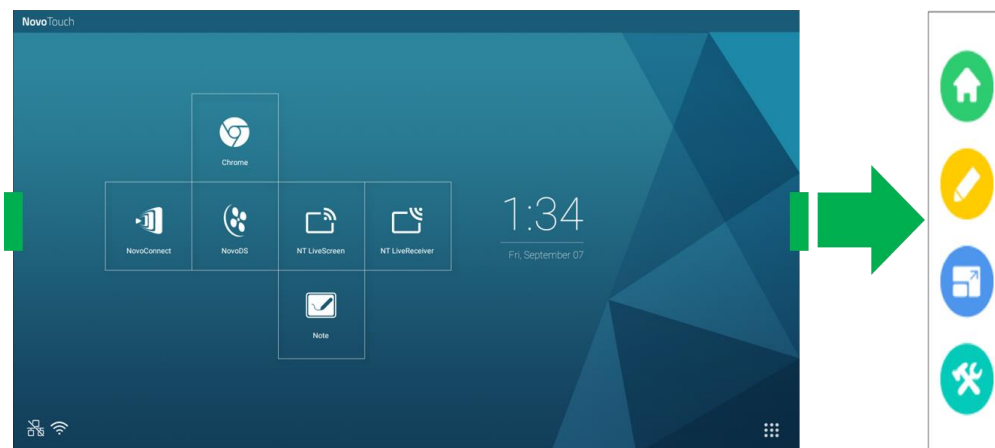 NovoTouch
Chrome
NovoConnect
NovoDS
NT LiveScreen
NT LiveReceiver
1:34
Fri, September 07
Note